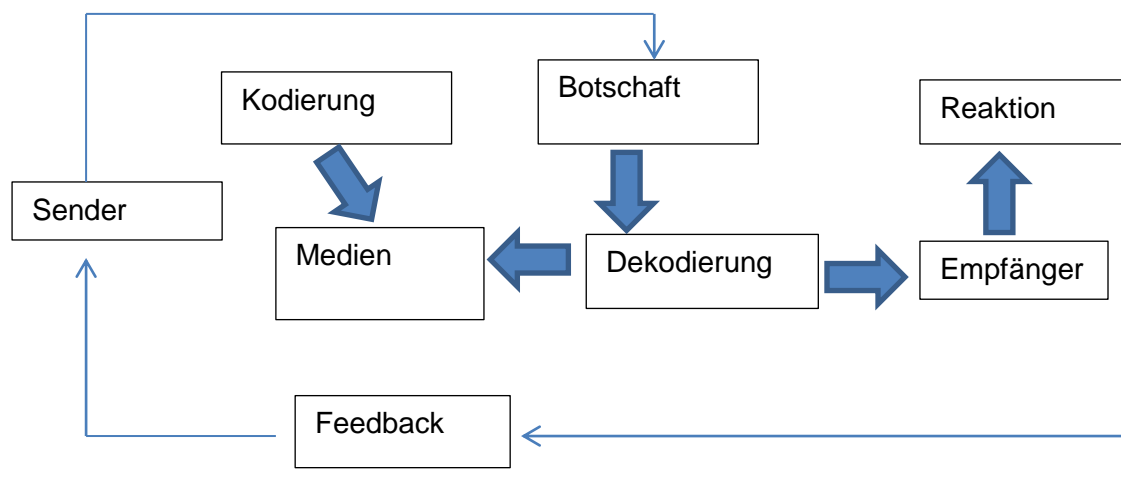 Kodierung
Botschaft
Reaktion
Sender
Medien
Dekodierung
Empfänger
Feedback